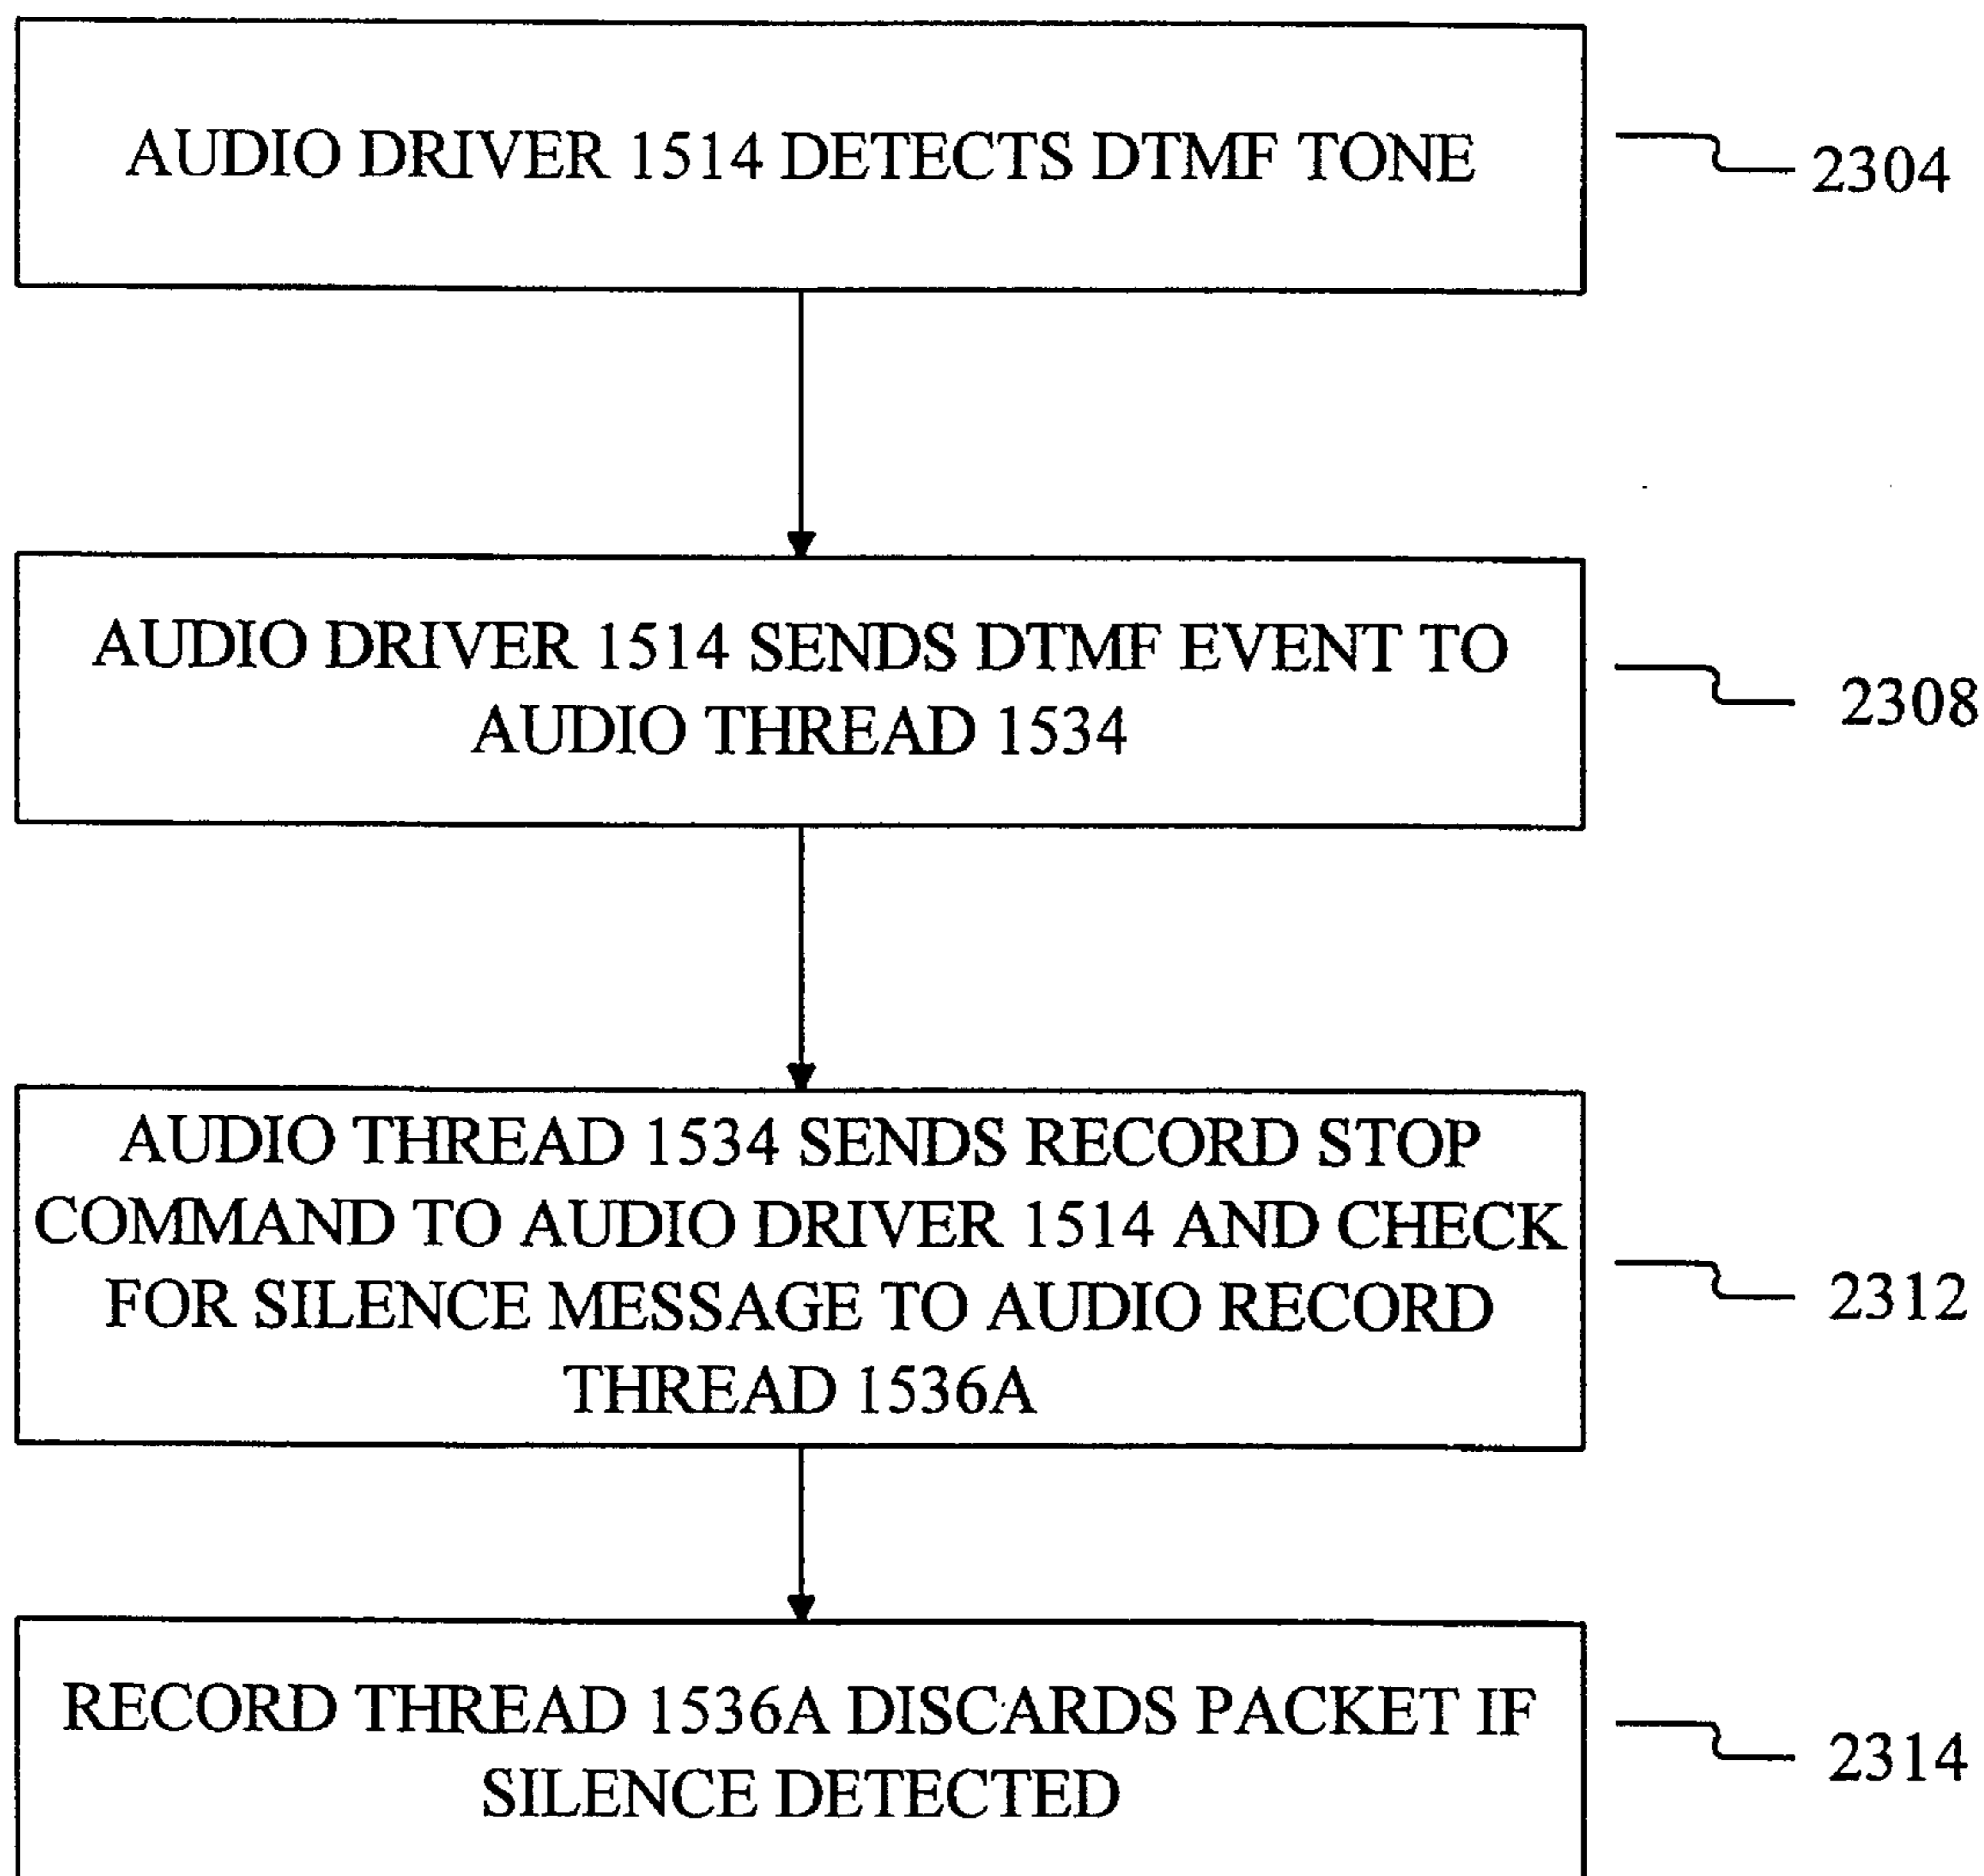 AUDIO DRIVER 1514 DETECTS DTMF TONE
2304
AUDIO DRIVER 1514 SENDS DTMF EVENT TO
AUDIO THREAD 1534
2308
AUDIO THREAD 1534 SENDS RECORD STOP
COMMAND TO AUDIO DRIVER 1514 AND CHECK
FOR SILENCE MESSAGE TO AUDIO RECORD
THREAD 1536A
2312
RECORD THREAD 1536A DISCARDS PACKET IF
SILENCE DETECTED
2314